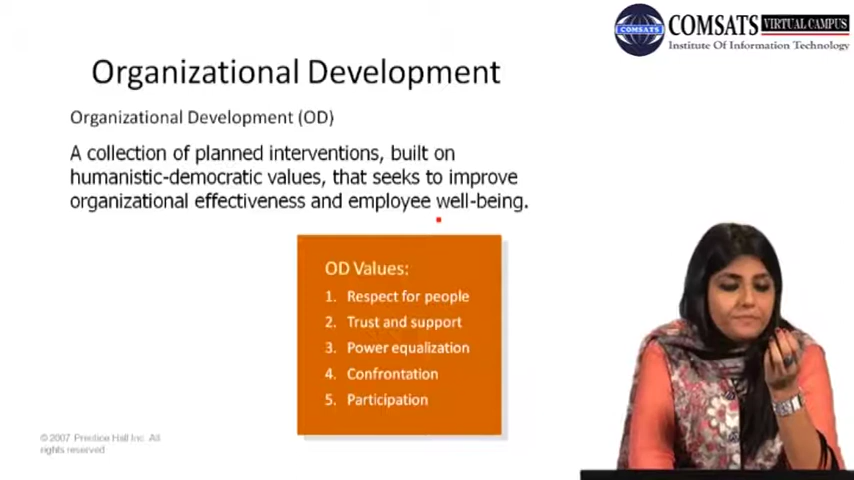 COMSATS VIRTUAL CAMPUS
COMSATS
Institute Of Information Technology
Organizational Development
Organizational Development (OD)
A collection of planned interventions, built on
humanistic-democratic values, that seeks to improve
organizational effectiveness and employee well-being.
OD Values:
1. Respect for people
2. Trust and support
3. Power equalization
4. Confrontation
5. Participation
© 2007 Prentice Hall Inc. All
rights reserved